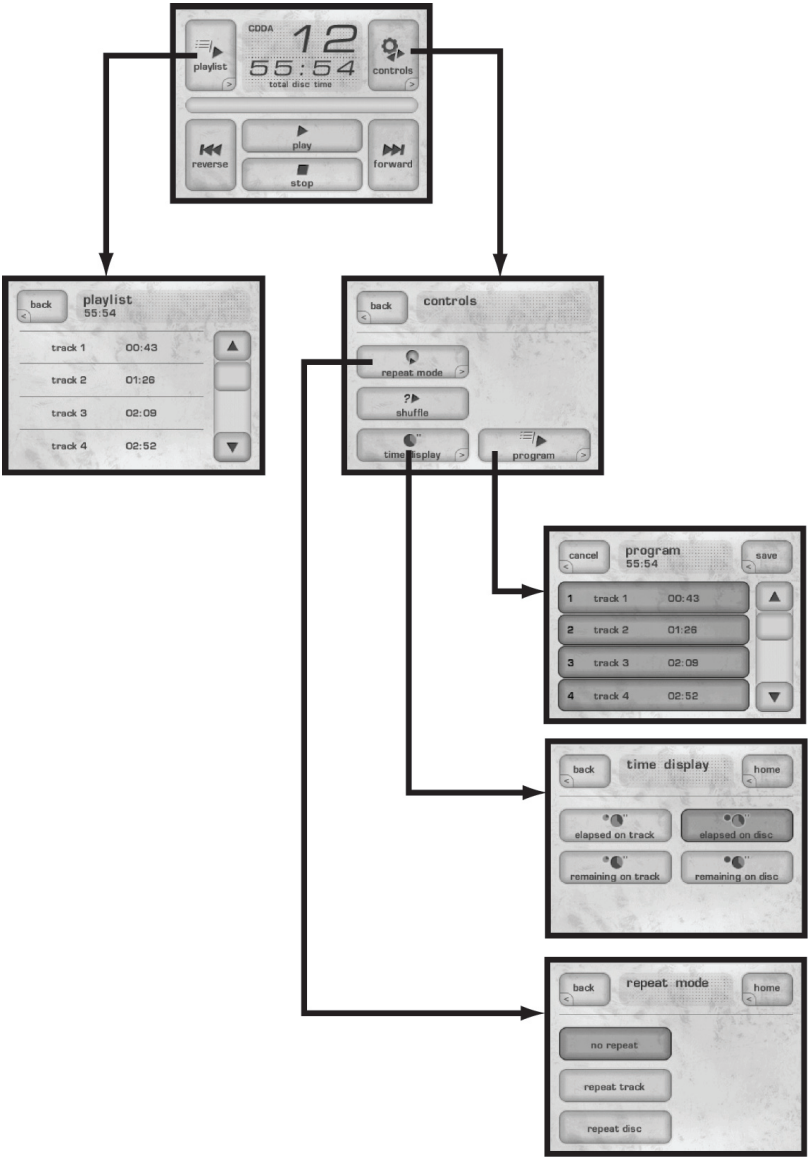 CDDA 12
55:54
total disc time
playlist
controls
reverse
play
stop
forward
back
playlist
55:54
track 1 00:43
track 2 01:26
track 3 02:09
track 4 02:52
back
controls
repeat mode
?
shuffle
time display
program
cancel
program
55:54
save
1 track 1 00:43
2 track 2 01:26
3 track 3 02:09
4 track 4 02:52
back
time display
home
elapsed on track
elapsed on disc
remaining on track
remaining on disc
back
repeat mode
home
no repeat
repeat track
repeat disc